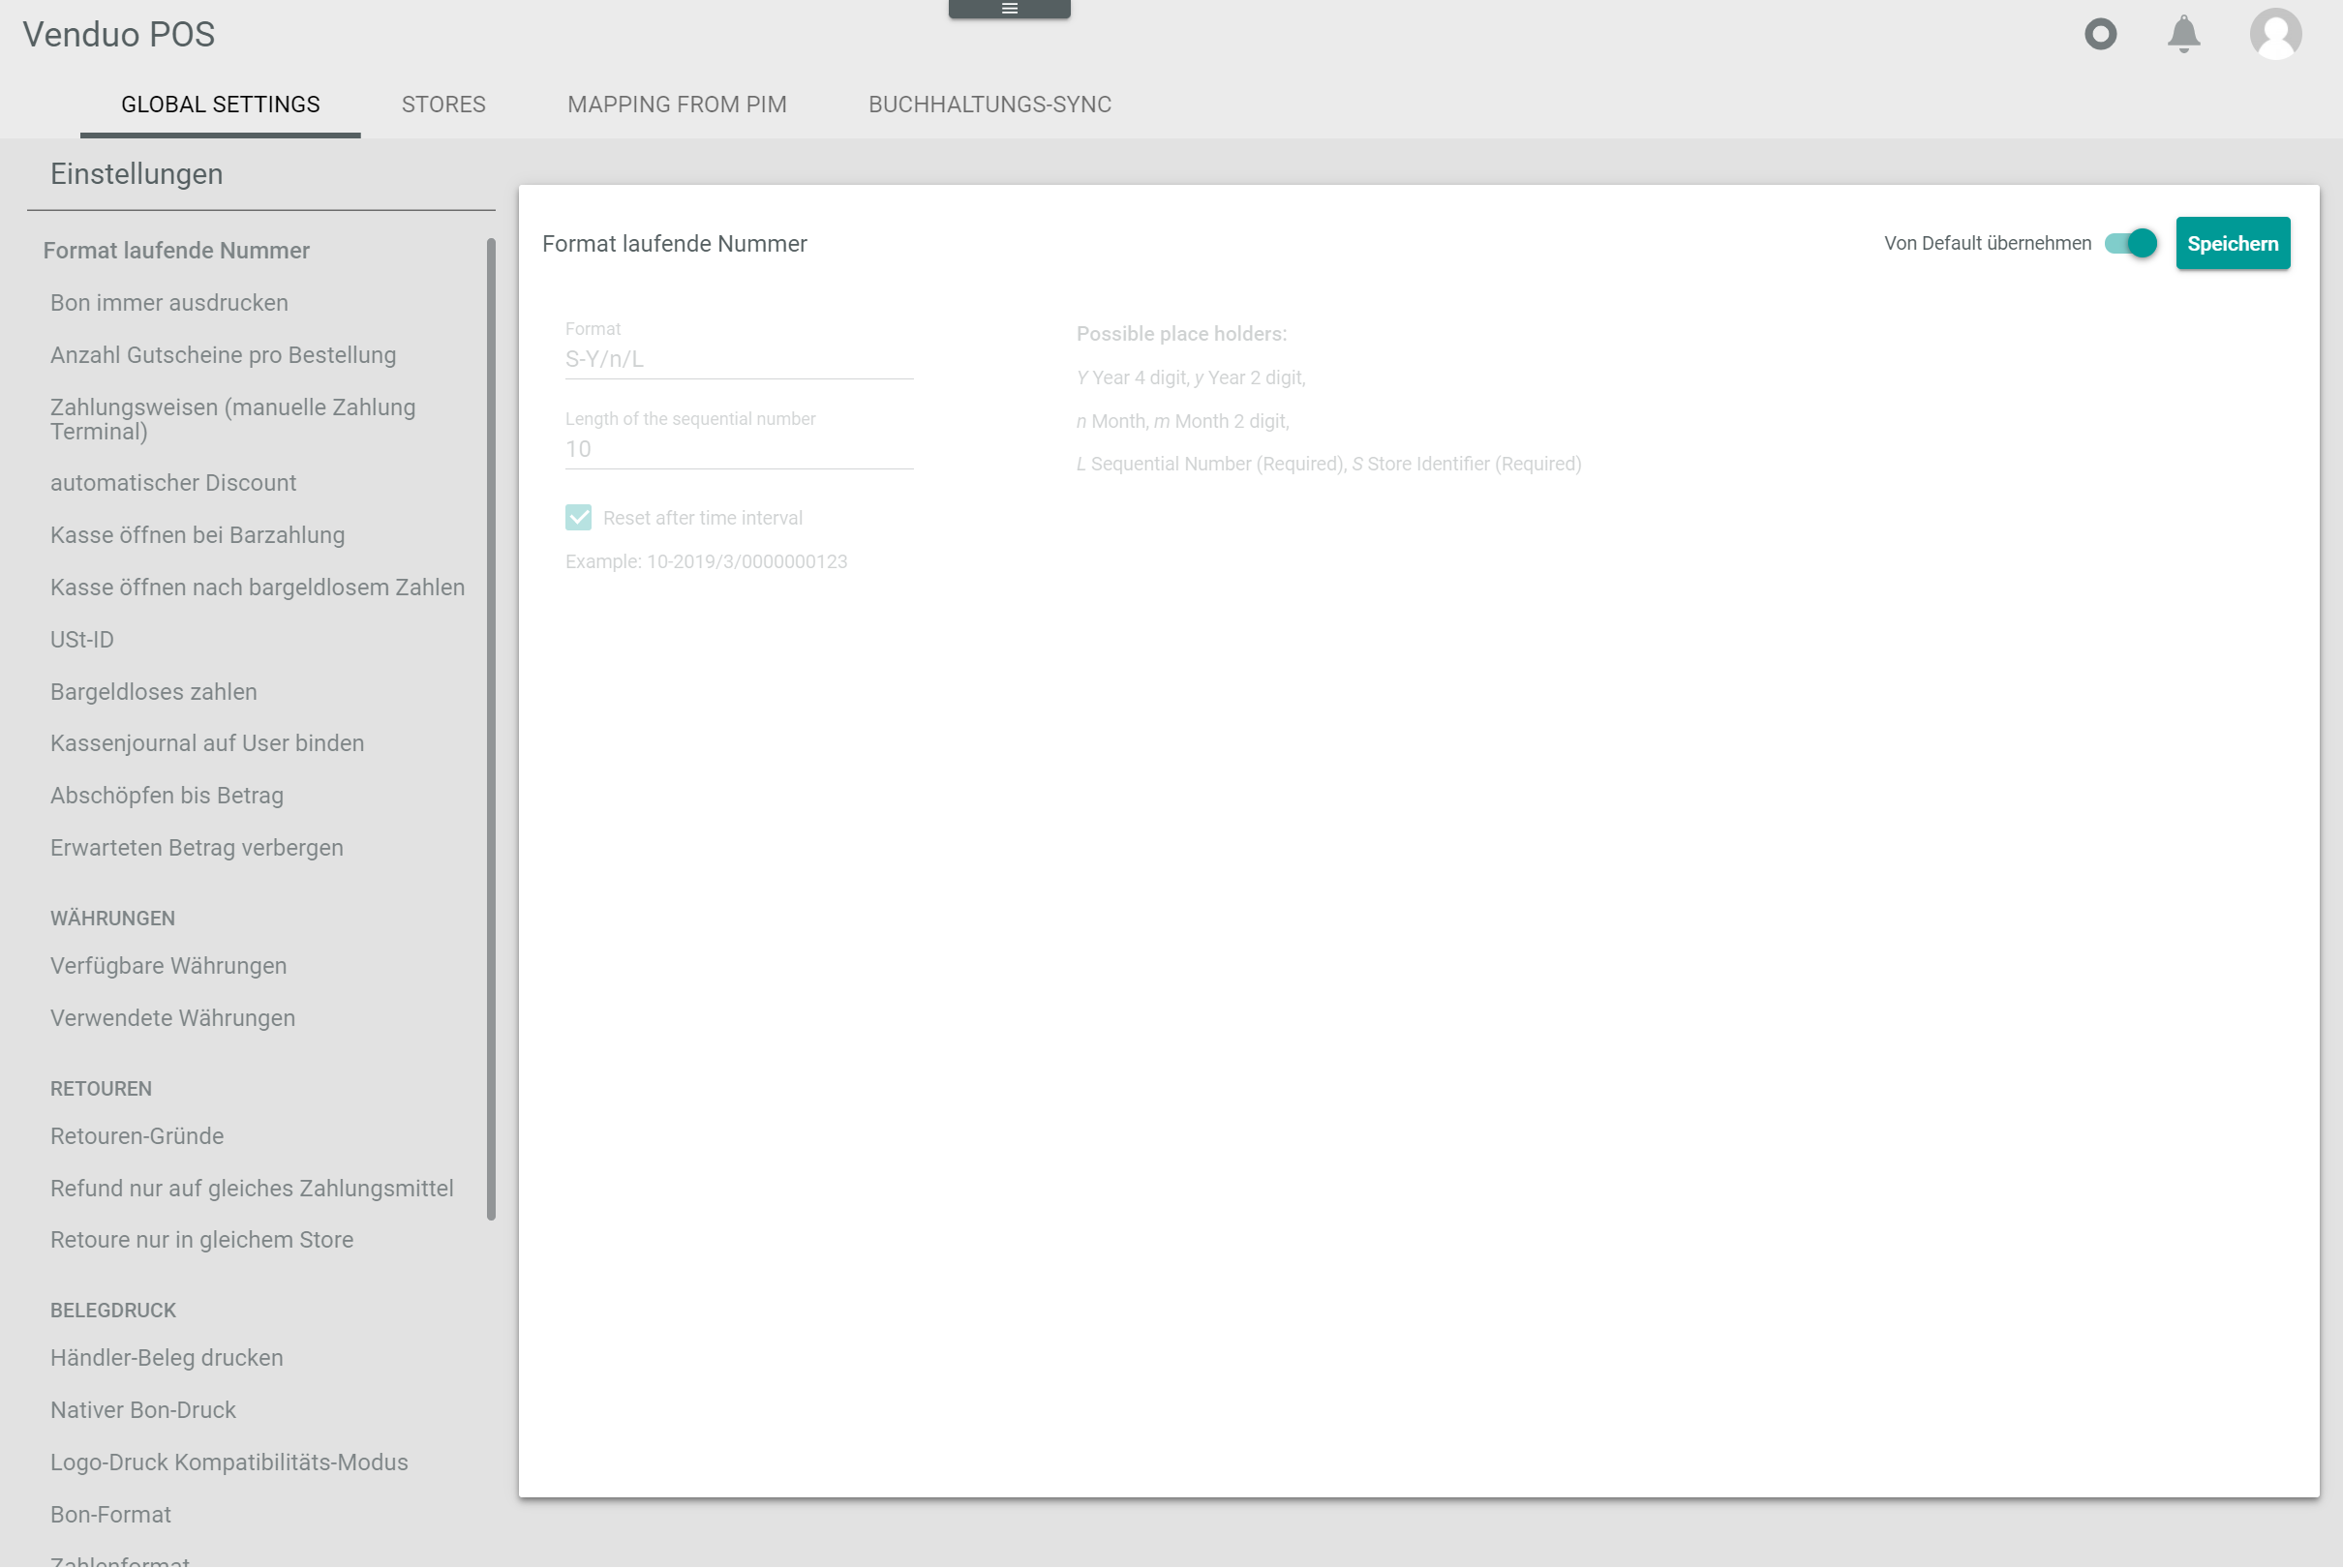 Venduo POS
GLOBAL SETTINGS
STORES
MAPPING FROM PIM
BUCHHALTUNGS-SYNC
Einstellungen
Format laufende Nummer
Bon immer ausdrucken
Anzahl Gutscheine pro Bestellung
Zahlungsweisen (manuelle Zahlung
Terminal)
automatischer Discount
Kasse öffnen bei Barzahlung
Kasse öffnen nach bargeldlosem Zahlen
USt-ID
Bargeldloses zahlen
Kassenjournal auf User binden
Abschöpfen bis Betrag
Erwarteten Betrag verbergen
WÄHRUNGEN
Verfügbare Währungen
Verwendete Währungen
RETOUREN
Retouren-Gründe
Refund nur auf gleiches Zahlungsmittel
Retoure nur in gleichem Store
BELEGDRUCK
Händler-Beleg drucken
Nativer Bon-Druck
Logo-Druck Kompatibilitäts-Modus
Bon-Format
Zahlenformat
Format laufende Nummer
Von Default übernehmen
Speichern
Format
S-Y/n/L
Length of the sequential number
10
Reset after time interval
Example: 10-2019/3/0000000123
Possible place holders:
Y Year 4 digit, y Year 2 digit,
n Month, m Month 2 digit,
L Sequential Number (Required), S Store Identifier (Required)